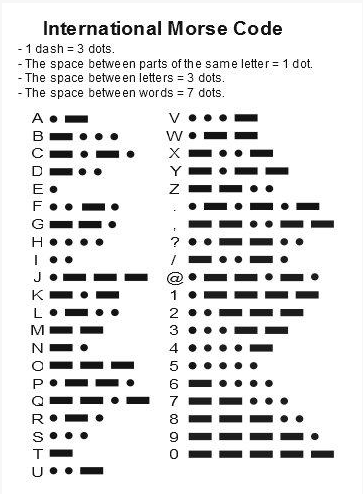 International Morse Code
- 1 dash = 3 dots.
- The space between parts of the same letter = 1 dot.
- The space between letters = 3 dots.
- The space between words = 7 dots.
A • —
B — • • •
C — • — •
D — • •
E •
F • • — •
G — — •
H • • • •
I • •
J • — — —
K — • —
L • — • •
M — —
N — •
O — — —
P • — — •
Q — — • —
R • — •
S • • •
T —
U • • —
V • • • —
W • — —
X — • • —
Y — • — —
Z — — • •
. • — • — • —
, — — • • — —
? • • — — • •
/ — • • — •
@ • — — • — •
1 • — — — —
2 • • — — —
3 • • • — —
4 • • • • —
5 • • • • •
6 — • • • •
7 — — • • •
8 — — — • •
9 — — — — •
0 — — — — —